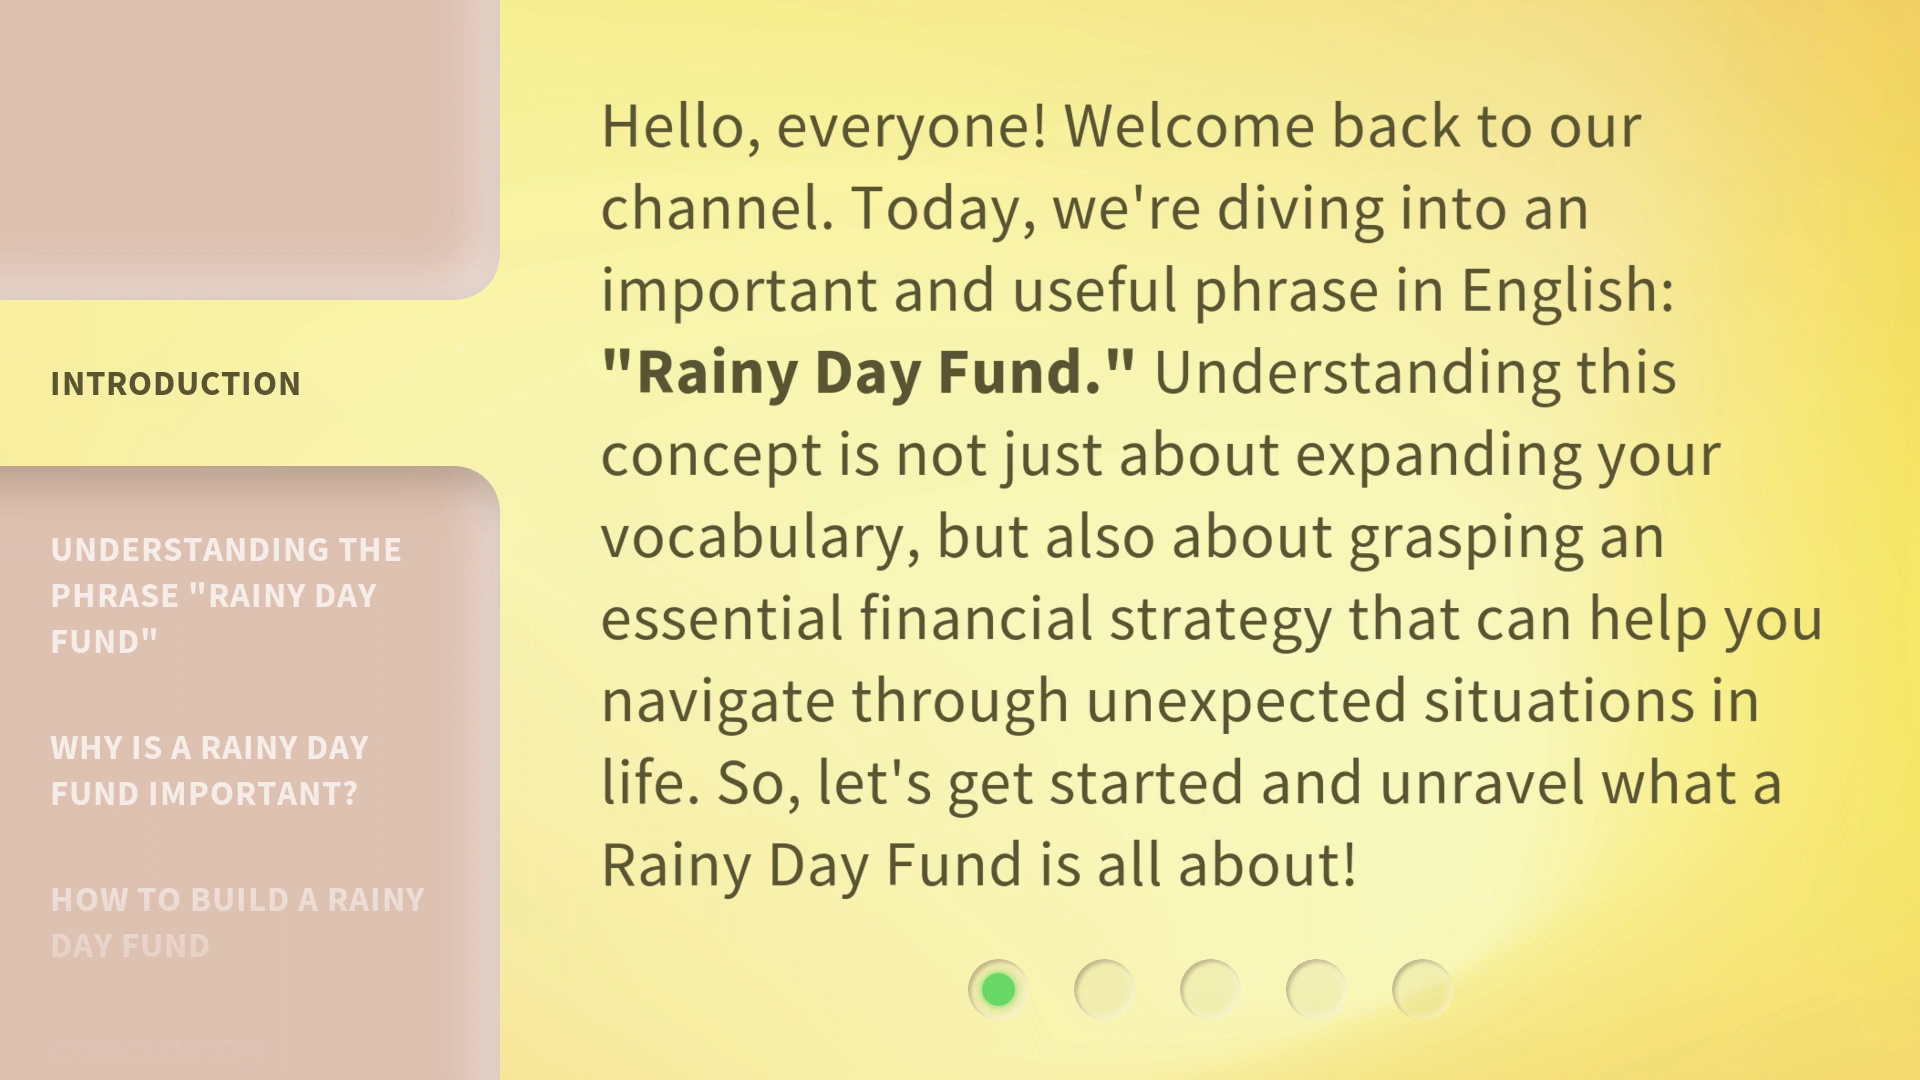 INTRODUCTION
UNDERSTANDING THE
PHRASE "RAINY DAY
FUND"
WHY IS A RAINY DAY
FUND IMPORTANT?
HOW TO BUILD A RAINY
DAY FUND
Hello, everyone! Welcome back to our
channel. Today, we're diving into an
important and useful phrase in English:
"Rainy Day Fund." Understanding this
concept is not just about expanding your
vocabulary, but also about grasping an
essential financial strategy that can help you
navigate through unexpected situations in
life. So, let's get started and unravel what a
Rainy Day Fund is all about!